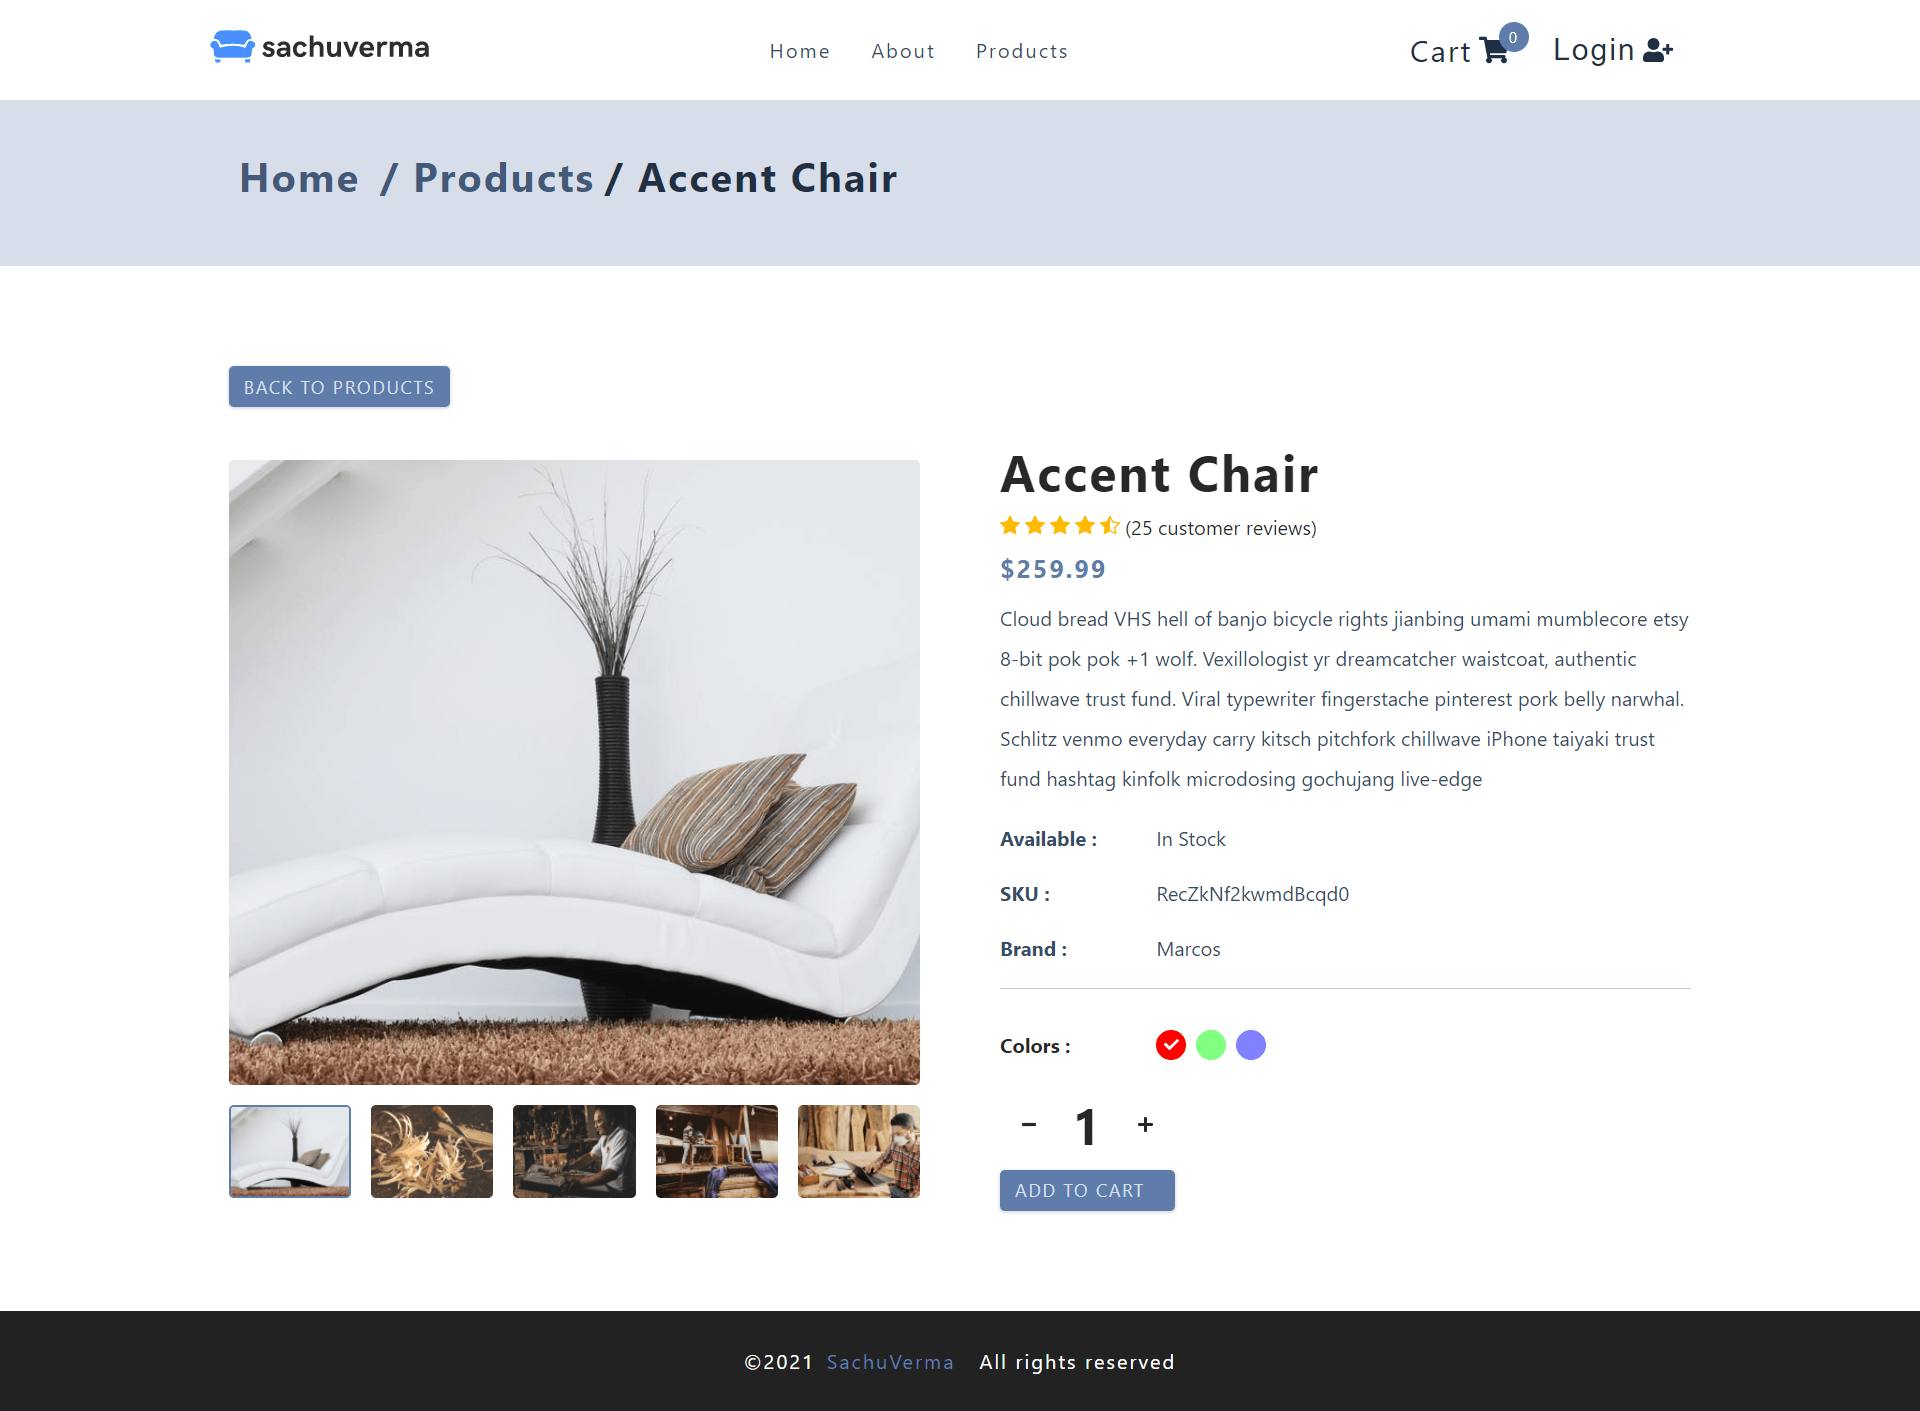 sachuverma
Home About Products
Cart 0 Login
Home / Products / Accent Chair
BACK TO PRODUCTS
Accent Chair
(25 customer reviews)
$259.99
Cloud bread VHS hell of banjo bicycle rights jianbing umami mumblecore etsy
8-bit pok pok +1 wolf. Vexillologist yr dreamcatcher waistcoat, authentic
chillwave trust fund. Viral typewriter fingerstache pinterest pork belly narwhal.
Schlitz venmo everyday carry kitsch pitchfork chillwave iPhone taiyaki trust
fund hashtag kinfolk microdosing gochujang live-edge
Available : In Stock
SKU : RecZkNf2kwmdBcqd0
Brand : Marcos
Colors :
- 1 +
ADD TO CART
©2021 SachuVerma All rights reserved